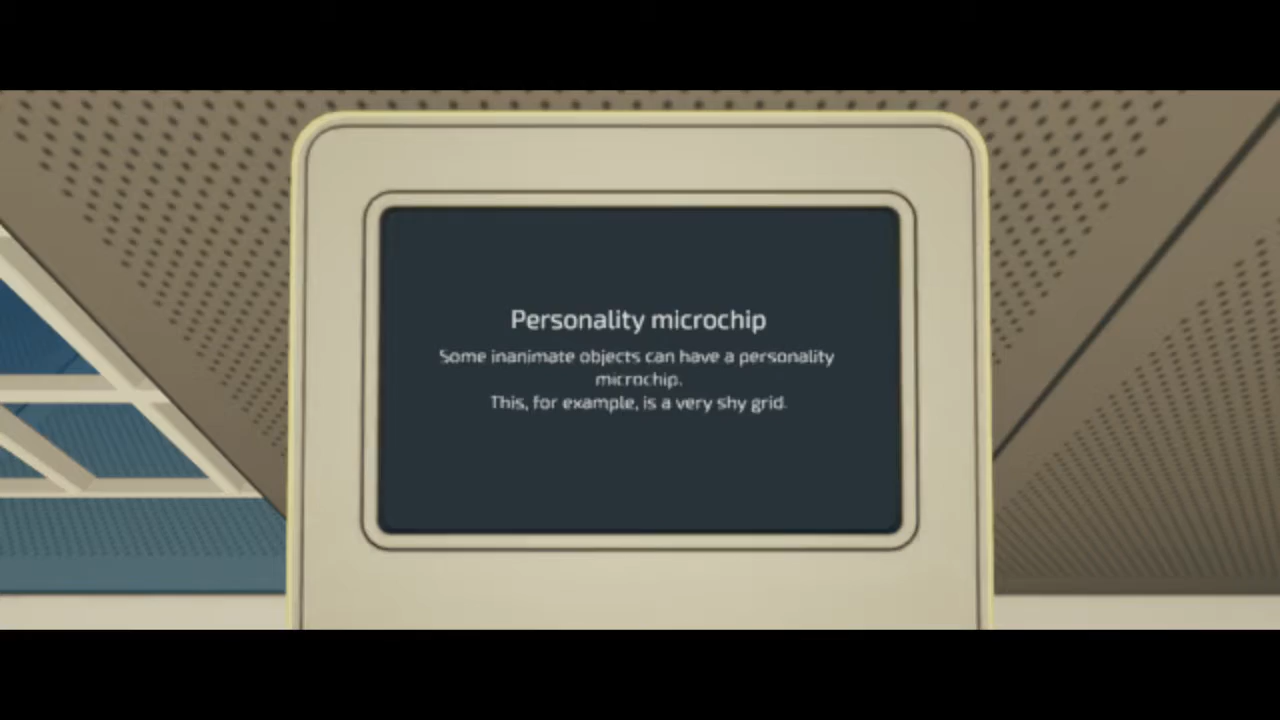 Personality microchip
Some inanimate objects can have a personality
microchip.
This, for example, is a very shy grid.